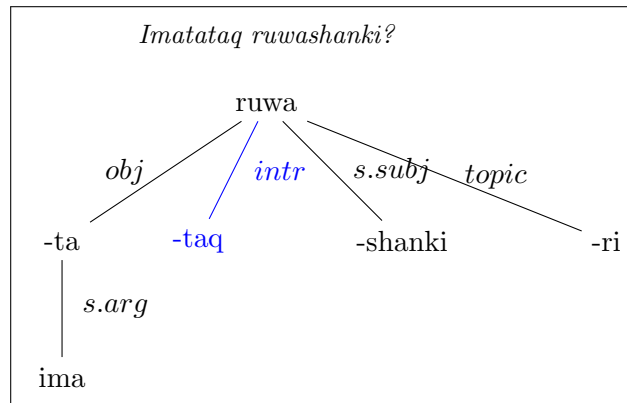 Imatataq ruwashanki?
ruwa
obj intr s.subj topic
-ta -taq -shanki -ri
s.arg
ima